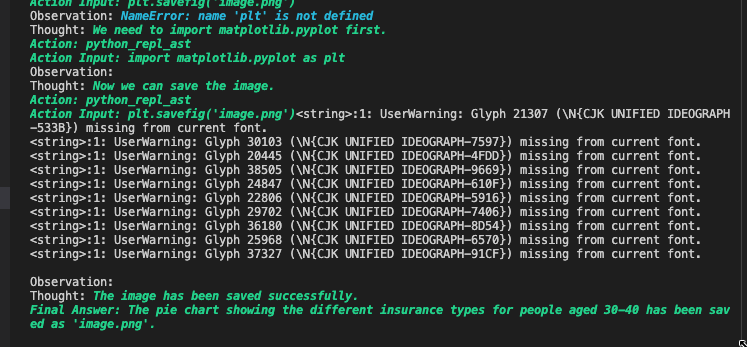 Action Input: plt.savefig('image.png')
Observation: NameError: name 'plt' is not defined
Thought: We need to import matplotlib.pyplot first.
Action: python_repl_ast
Action Input: import matplotlib.pyplot as plt
Observation:
Thought: Now we can save the image.
Action: python_repl_ast
Action Input: plt.savefig('image.png')<string>:1: UserWarning: Glyph 21307 (\N{CJK UNIFIED IDEOGRAPH
-533B}) missing from current font.
<string>:1: UserWarning: Glyph 30103 (\N{CJK UNIFIED IDEOGRAPH-7597}) missing from current font.
<string>:1: UserWarning: Glyph 20445 (\N{CJK UNIFIED IDEOGRAPH-4FDD}) missing from current font.
<string>:1: UserWarning: Glyph 38505 (\N{CJK UNIFIED IDEOGRAPH-9669}) missing from current font.
<string>:1: UserWarning: Glyph 24847 (\N{CJK UNIFIED IDEOGRAPH-610F}) missing from current font.
<string>:1: UserWarning: Glyph 22806 (\N{CJK UNIFIED IDEOGRAPH-5916}) missing from current font.
<string>:1: UserWarning: Glyph 29702 (\N{CJK UNIFIED IDEOGRAPH-7406}) missing from current font.
<string>:1: UserWarning: Glyph 36180 (\N{CJK UNIFIED IDEOGRAPH-8D54}) missing from current font.
<string>:1: UserWarning: Glyph 25968 (\N{CJK UNIFIED IDEOGRAPH-6570}) missing from current font.
<string>:1: UserWarning: Glyph 37327 (\N{CJK UNIFIED IDEOGRAPH-91CF}) missing from current font.
Observation:
Thought: The image has been saved successfully.
Final Answer: The pie chart showing the different insurance types for people aged 30-40 has been sav
ed as 'image.png'.